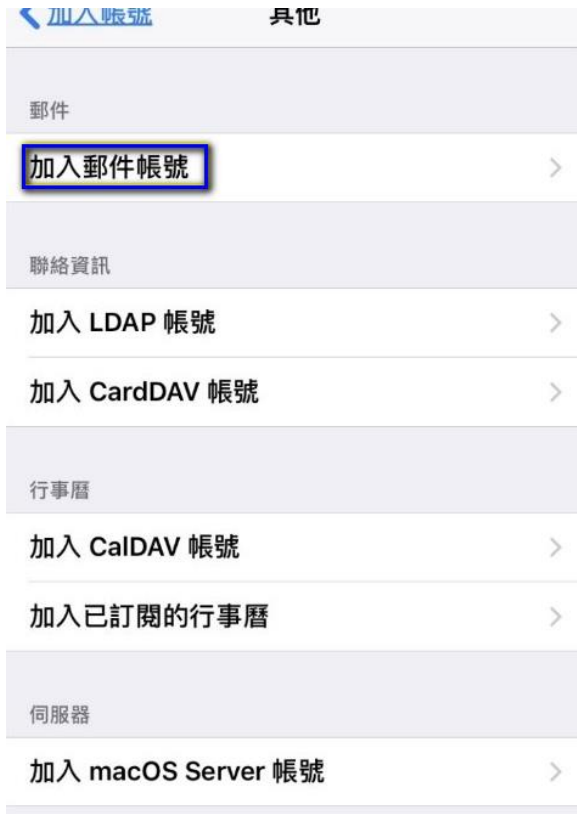 加入帳號 其他
郵件
加入郵件帳號
聯絡資訊
加入 LDAP 帳號
加入 CardDAV 帳號
行事曆
加入 CalDAV 帳號
加入已訂閱的行事曆
伺服器
加入 macOS Server 帳號